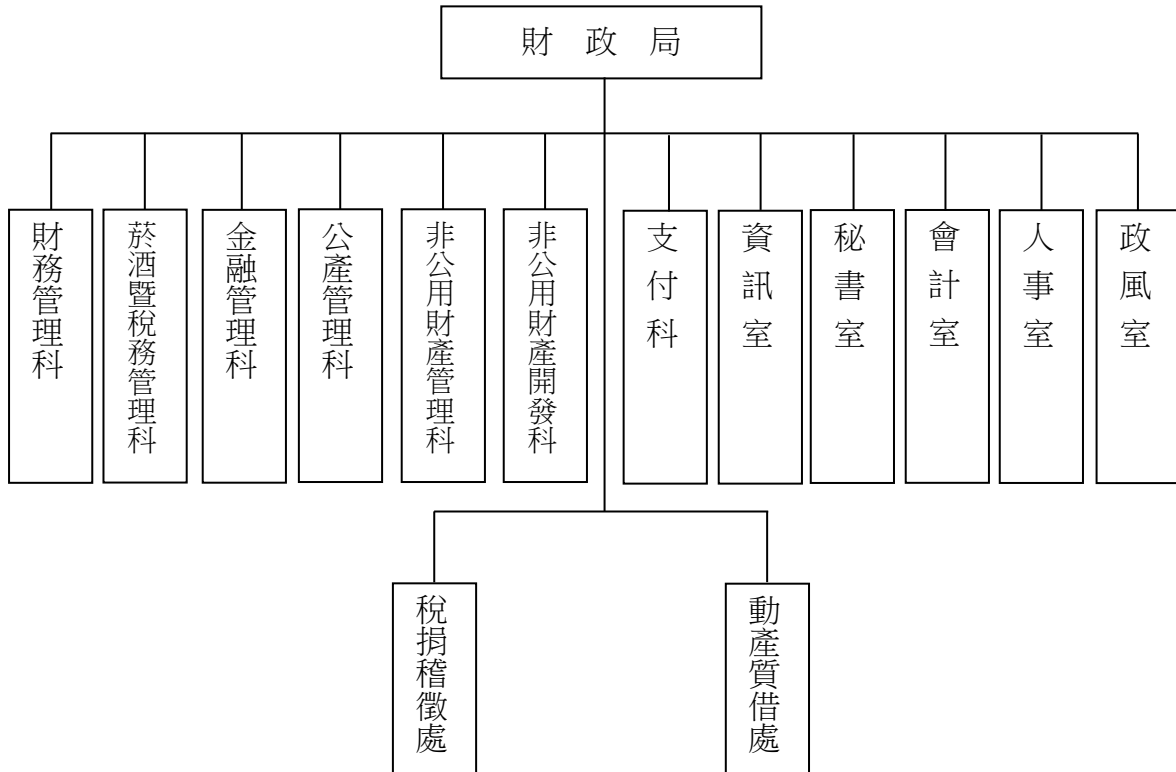 財政局
財務管理科
菸酒暨稅務管理科
金融管理科
公產管理科
非公用財產管理科
非公用財產開發科
支付科
資訊室
秘書室
會計室
人事室
政風室
稅捐稽徵處
動產質借處